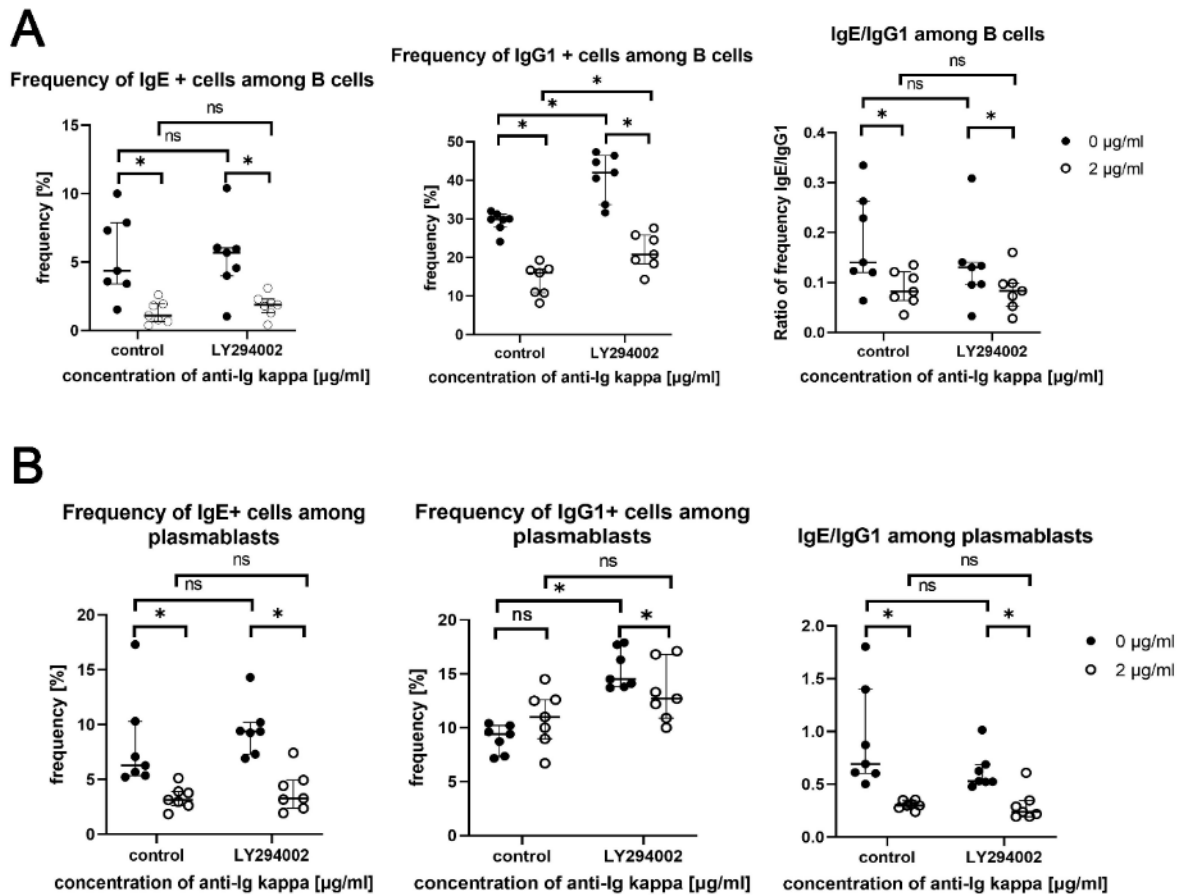 A
Frequency of IgE + cells among B cells
ns
ns
* *
15
10
5
0
frequency [%]
control LY294002
concentration of anti-Ig kappa [µg/ml]
Frequency of IgG1 + cells among B cells
*
*
* *
50
40
30
20
10
0
frequency [%]
control LY294002
concentration of anti-Ig kappa [µg/ml]
IgE/IgG1 among B cells
ns
ns
* *
0.4
0.3
0.2
0.1
0.0
Ratio of frequency IgE/IgG1
control LY294002
concentration of anti-Ig kappa [µg/ml]
0 µg/ml
2 µg/ml
B
Frequency of IgE+ cells among
plasmablasts
ns
ns
* *
20
15
10
5
0
frequency [%]
control LY294002
concentration of anti-Ig kappa [µg/ml]
Frequency of IgG1+ cells among
plasmablasts
ns
*
ns *
20
15
10
5
0
frequency [%]
control LY294002
concentration of anti-Ig kappa [µg/ml]
IgE/IgG1 among plasmablasts
ns
ns
* *
2.0
1.5
1.0
0.5
0.0
control LY294002
concentration of anti-Ig kappa [µg/ml]
0 µg/ml
2 µg/ml